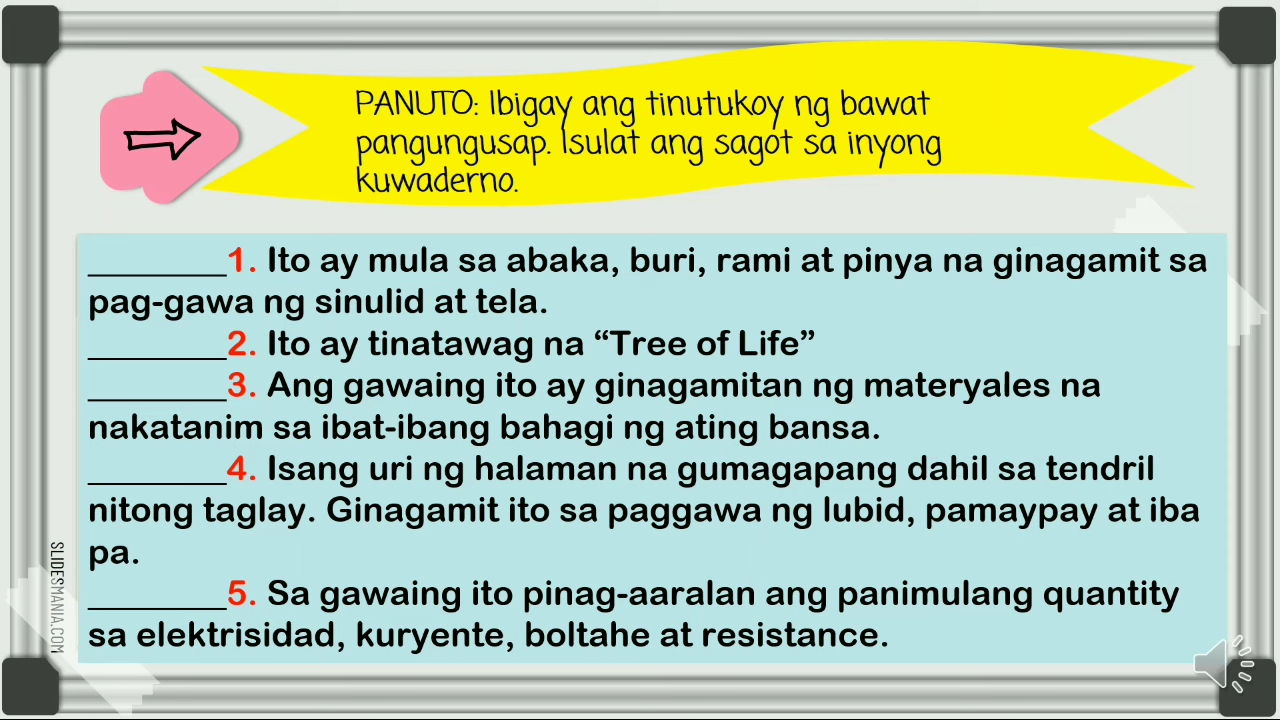 PANUTO: Ibigay ang tinutukoy ng bawat
pangungusap. Isulat ang sagot sa inyong
kuwaderno.
________1. Ito ay mula sa abaka, buri, rami at pinya na ginagamit sa
pag-gawa ng sinulid at tela.
________2. Ito ay tinatawag na “Tree of Life”
________3. Ang gawaing ito ay ginagamitan ng materyales na
nakatanim sa ibat-ibang bahagi ng ating bansa.
________4. Isang uri ng halaman na gumagapang dahil sa tendril
nitong taglay. Ginagamit ito sa paggawa ng lubid, pamaypay at iba
pa.
________5. Sa gawaing ito pinag-aaralan ang panimulang quantity
sa elektrisidad, kuryente, boltahe at resistance.
SLIDESMANIA.COM